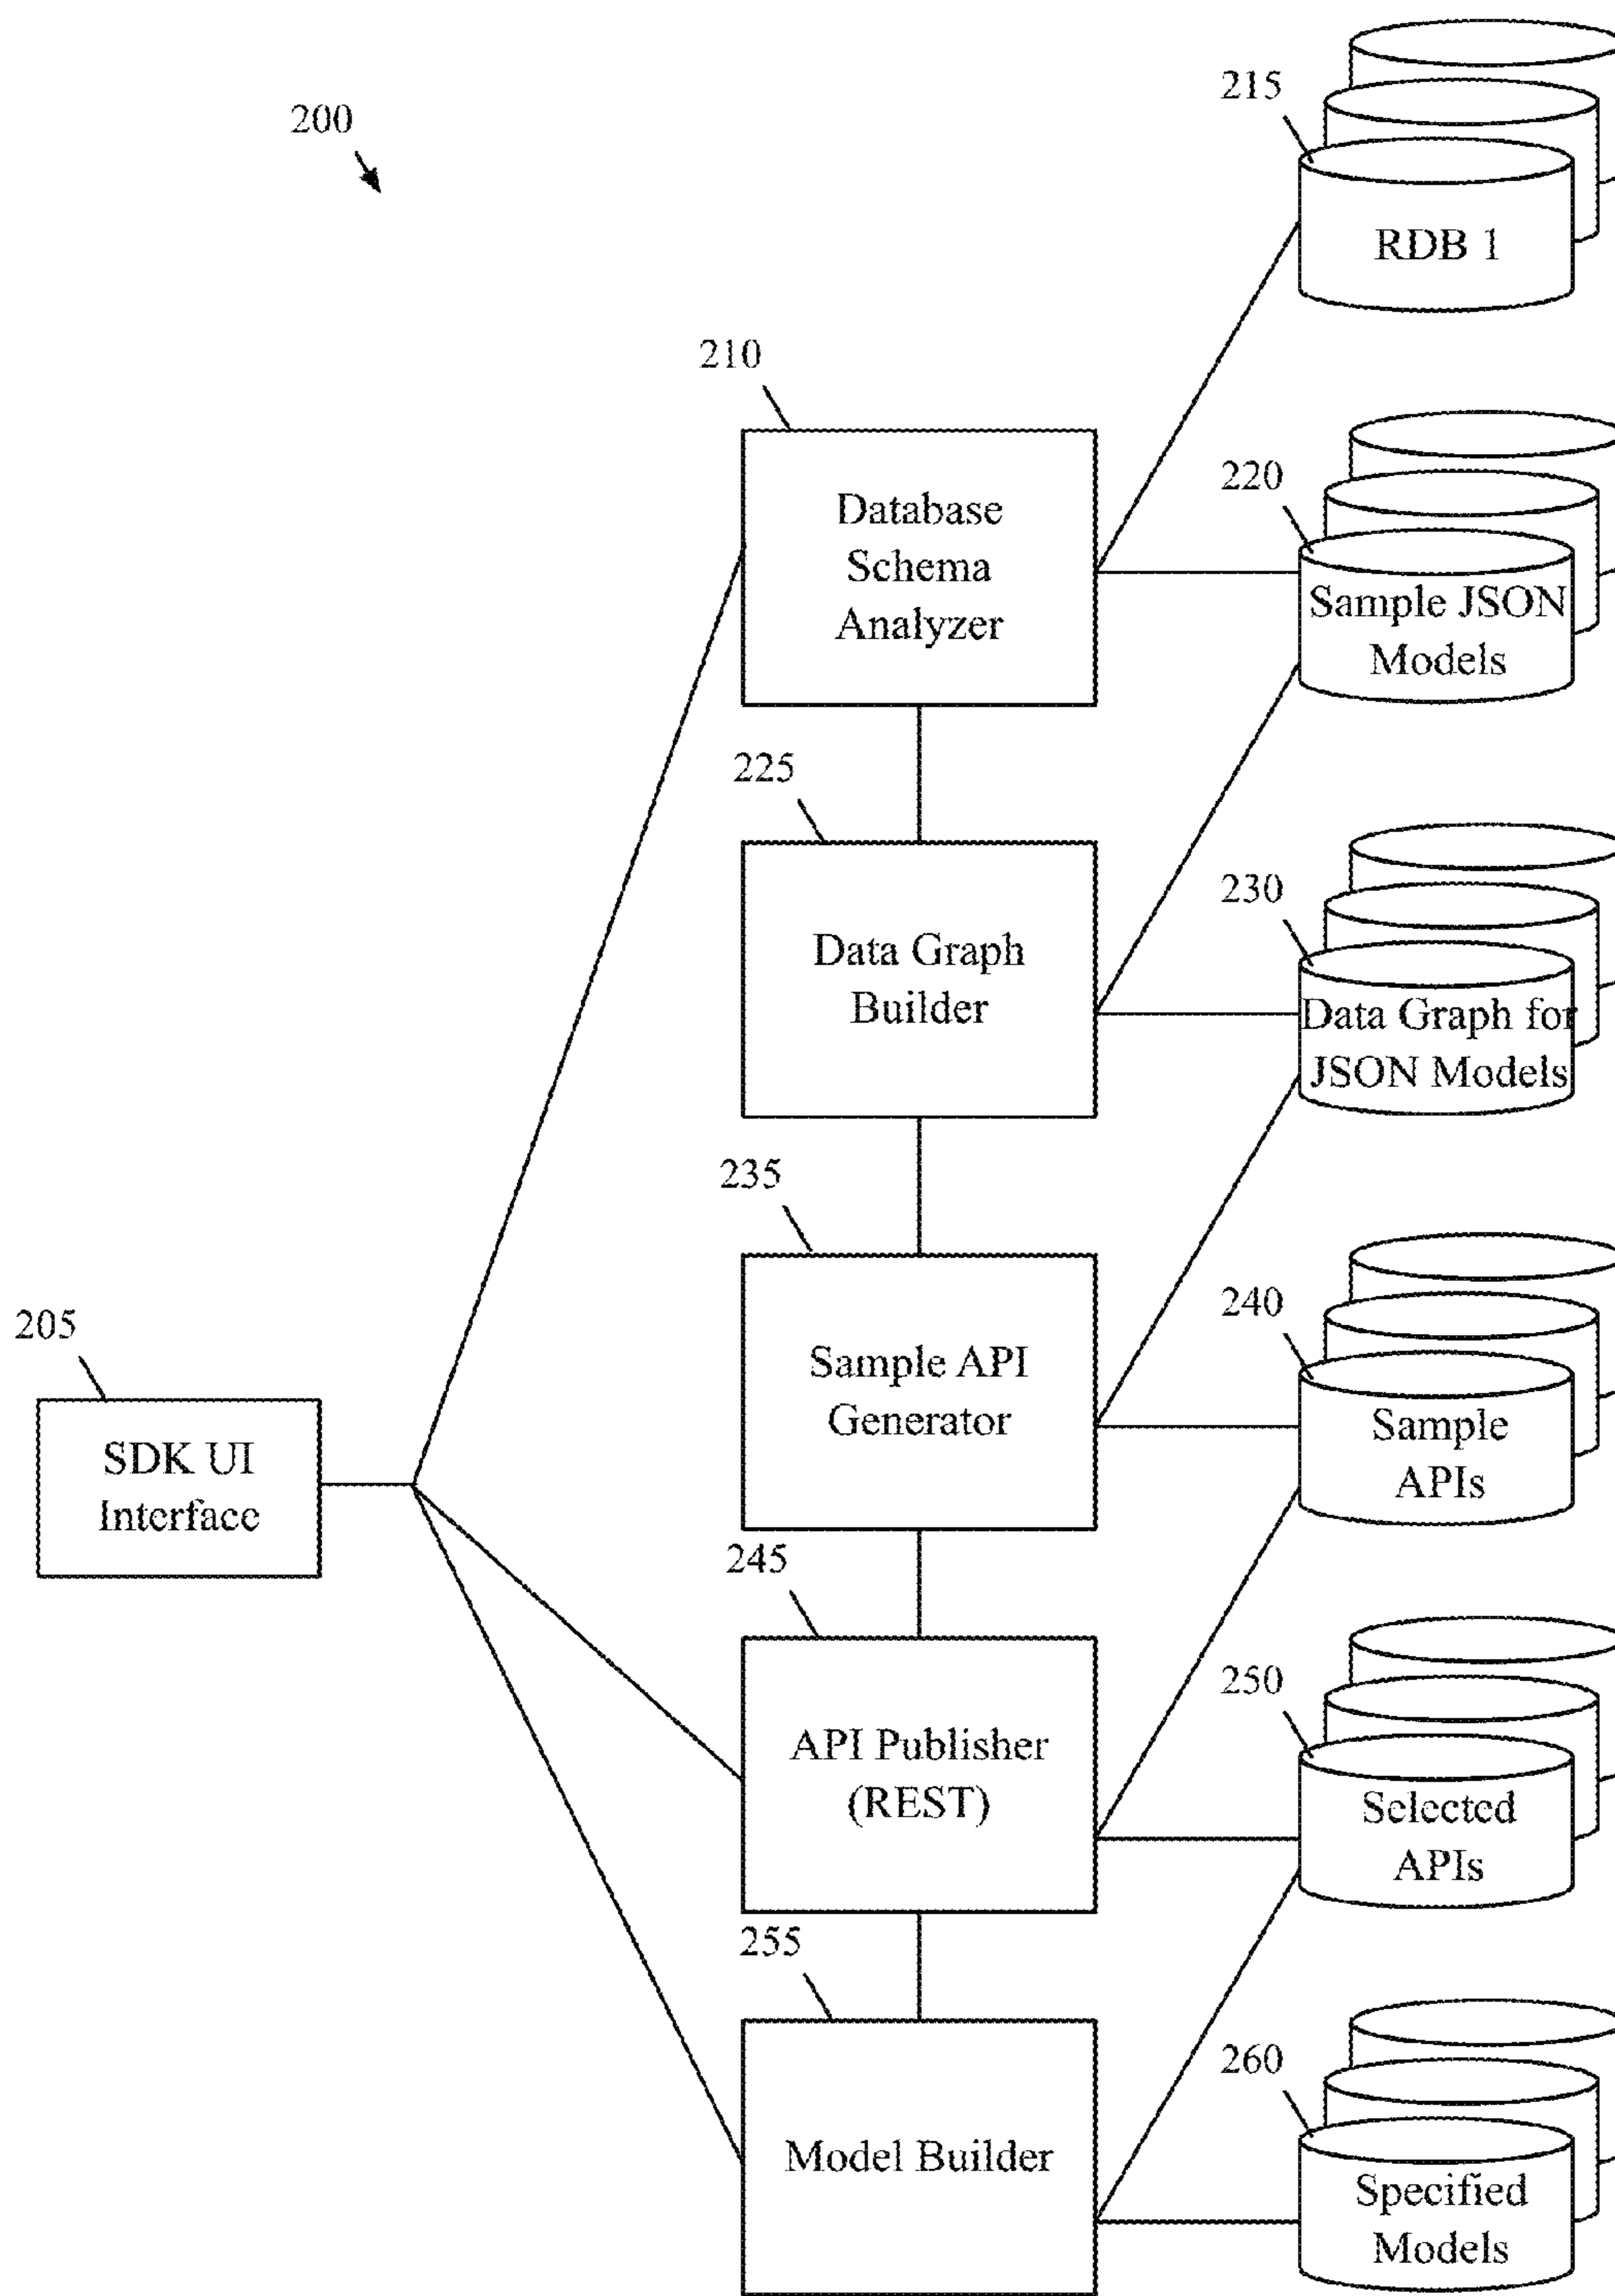 200
215
RDB 1
210
Database
Schema
Analyzer
220
Sample JSON
Models
225
Data Graph
Builder
230
Data Graph for
JSON Models
235
Sample API
Generator
240
Sample
APIs
205
SDK UI
Interface
245
API Publisher
(REST)
250
Selected
APIs
255
Model Builder
260
Specified
Models